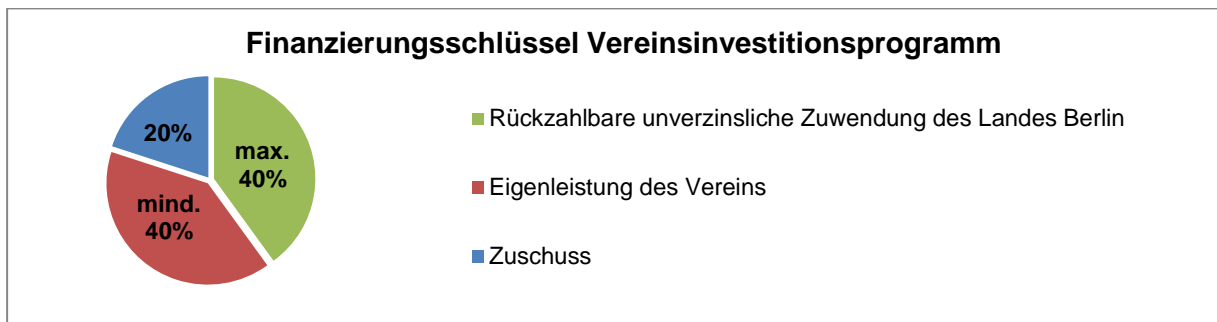 Finanzierungsschlüssel Vereinsinvestitionsprogramm
20%
max.
40%
mind.
40%
Rückzahlbare unverzinsliche Zuwendung des Landes Berlin
Eigenleistung des Vereins
Zuschuss